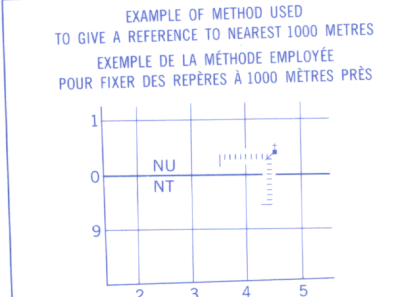 EXAMPLE OF METHOD USED
TO GIVE A REFERENCE TO NEAREST 1000 METRES
EXEMPLE DE LA MÉTHODE EMPLOYÉE
POUR FIXER DES REPÈRES À 1000 MÈTRES PRÈS
1
NU
0
NT
9
2 3 4 5